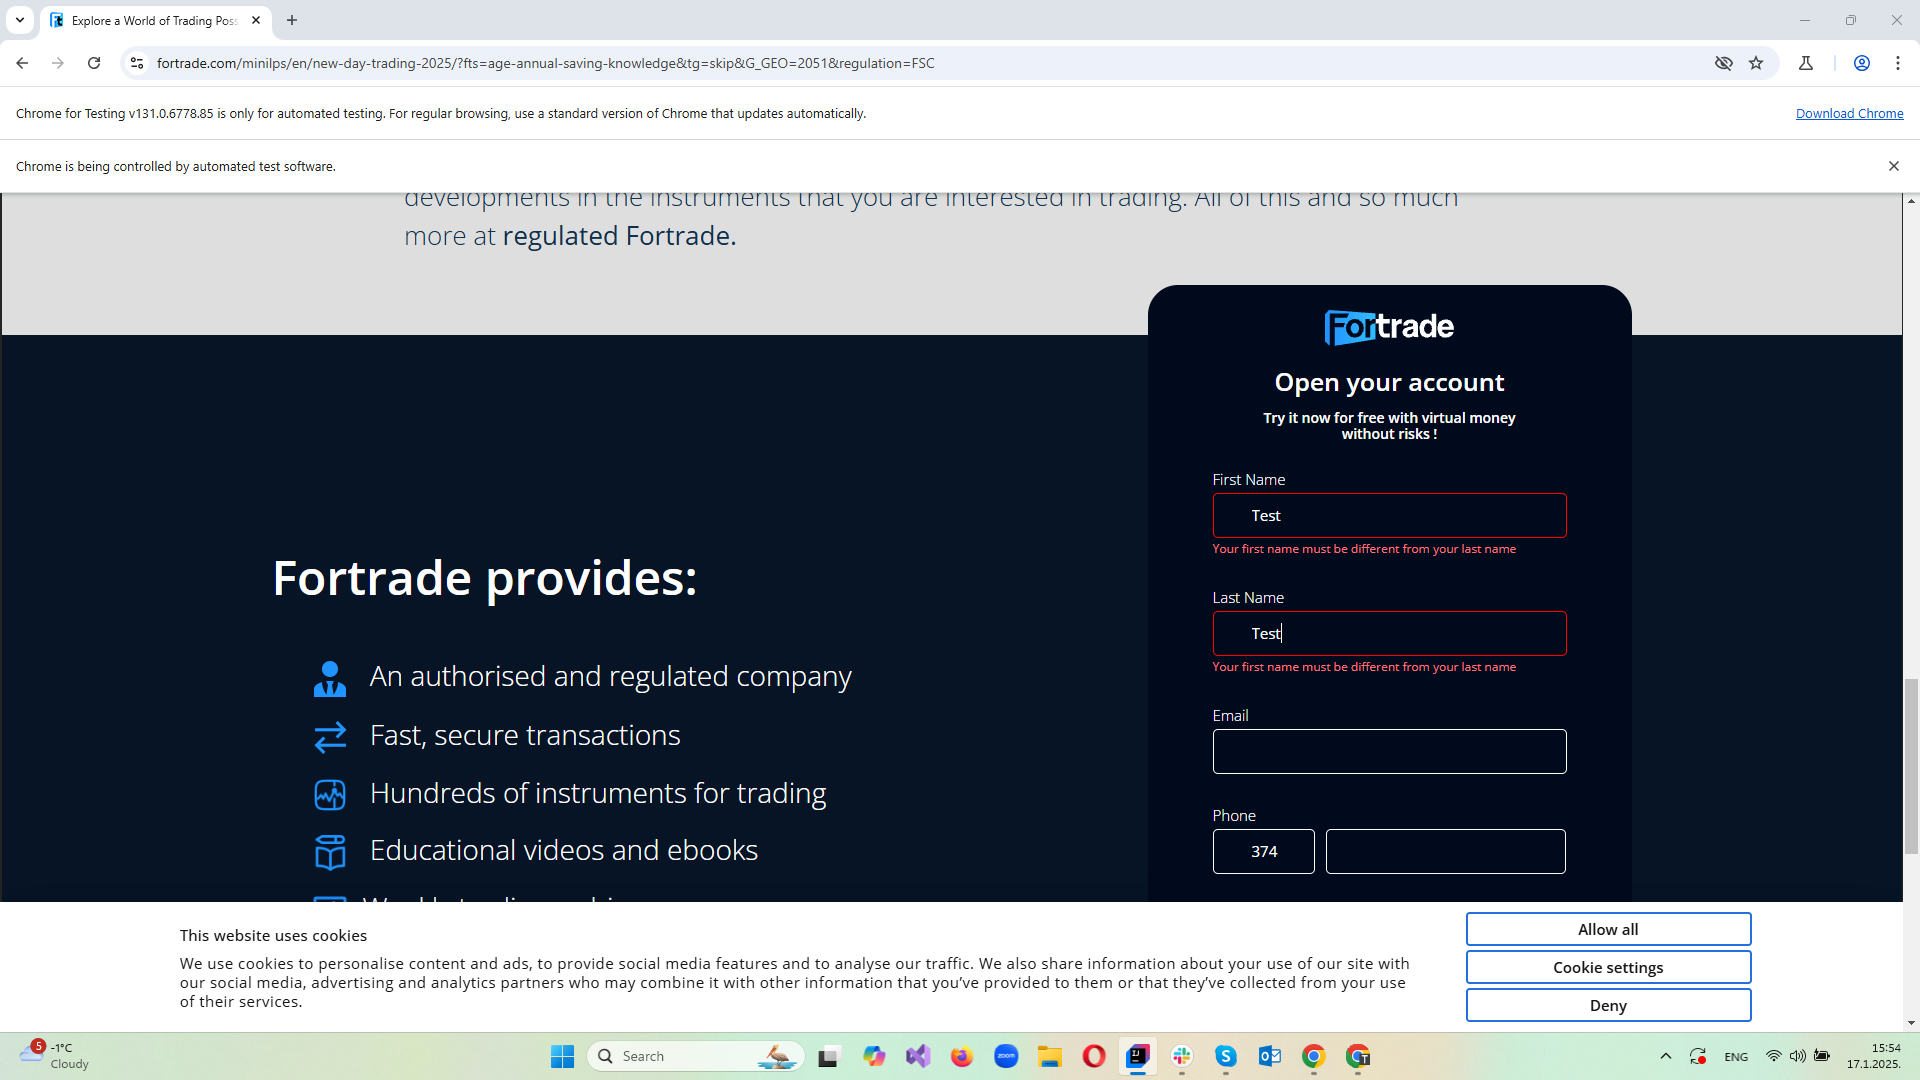 Explore a World of Trading Pos
fortrade.com/minilps/en/new-day-trading-2025/?fts=age-annual-saving-knowledge&tg=skip&G_GEO=2051&regulation=FSC
Chrome for Testing v131.0.6778.85 is only for automated testing. For regular browsing, use a standard version of Chrome that updates automatically.
Download Chrome
Chrome is being controlled by automated test software.
developments in the instruments that you are interested in trading. All of this and so much
more at regulated Fortrade.
Fortrade
Open your account
Try it now for free with virtual money
without risks !
First Name
Test
Your first name must be different from your last name
Last Name
Test
Your first name must be different from your last name
Email
Phone
374
Fortrade provides:
An authorised and regulated company
Fast, secure transactions
Hundreds of instruments for trading
Educational videos and ebooks
This website uses cookies
We use cookies to personalise content and ads, to provide social media features and to analyse our traffic. We also share information about your use of our site with
our social media, advertising and analytics partners who may combine it with other information that you've provided to them or that they've collected from your use
of their services.
Allow all
Cookie settings
Deny
5
-1°C
Cloudy
Search
zoom
ENG
15:54
17.1.2025.